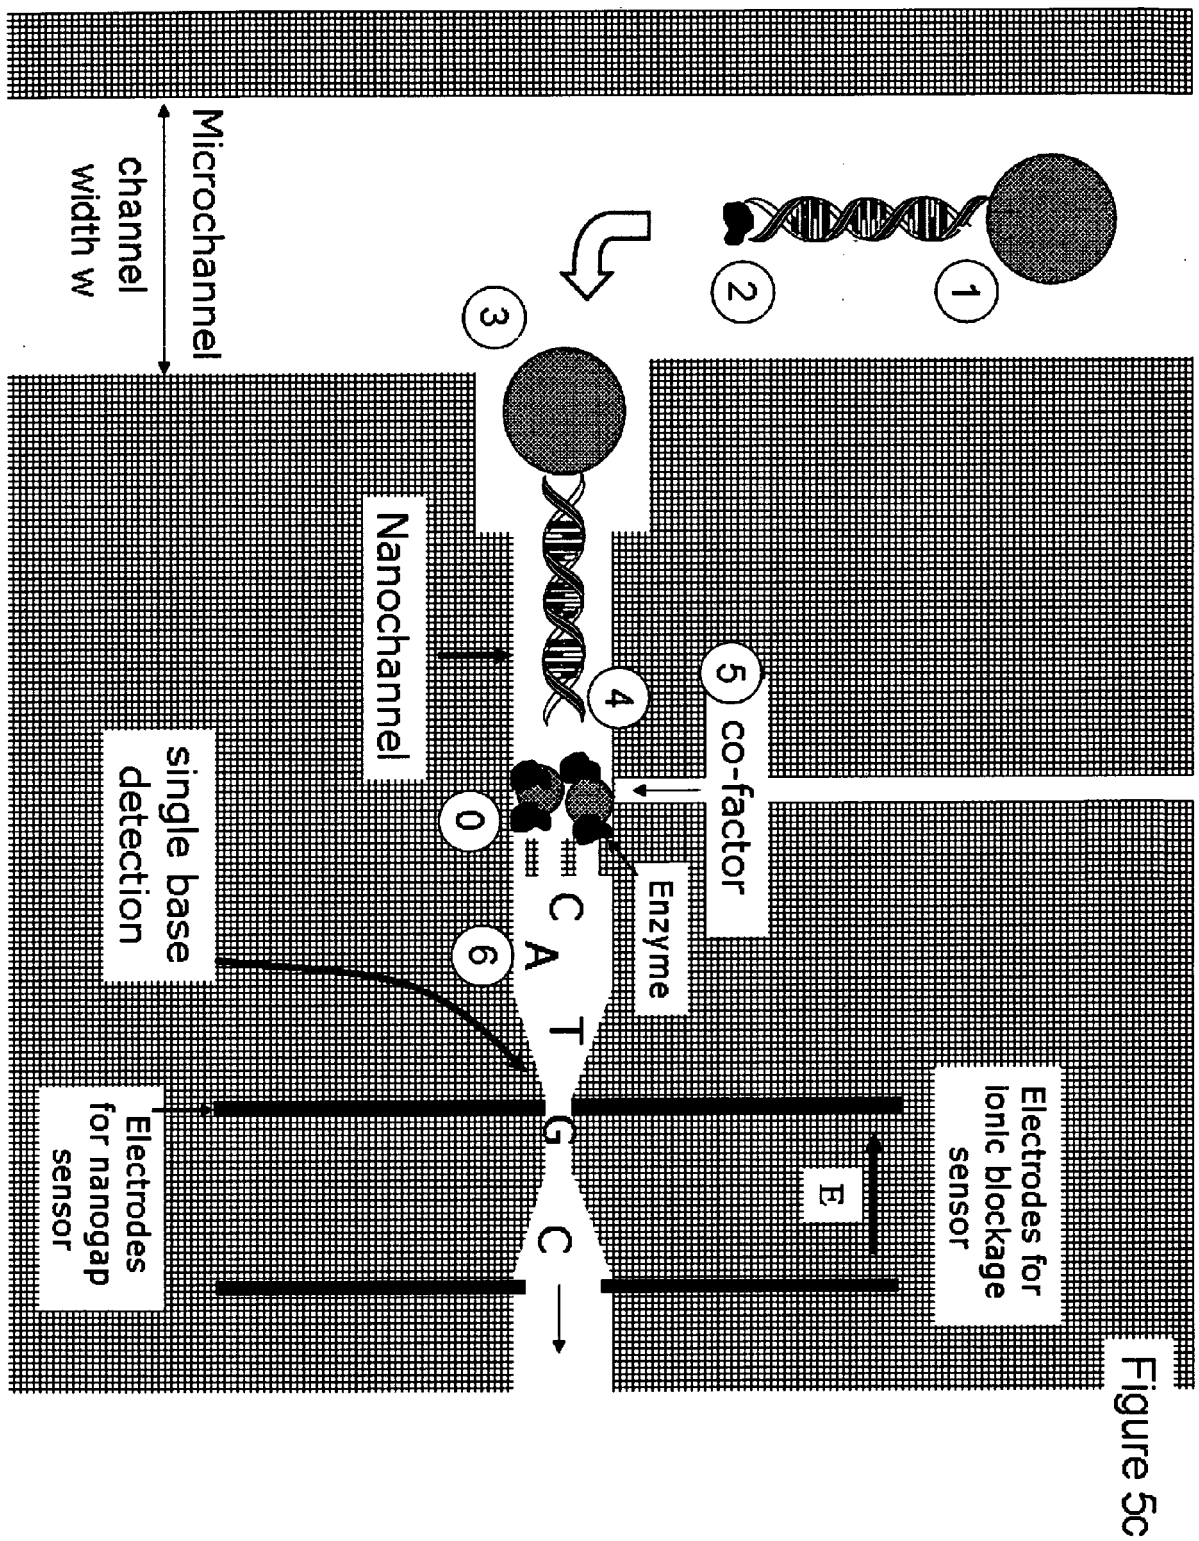 Figure 5c
1
2
3
Microchannel
channel
width w
Electrodes for
ionic blockage
sensor
E
5
co-factor
Enzyme
4
0
C
A
T
G
C
6
Nanochannel
single base
detection
Electrodes
for nanogap
sensor